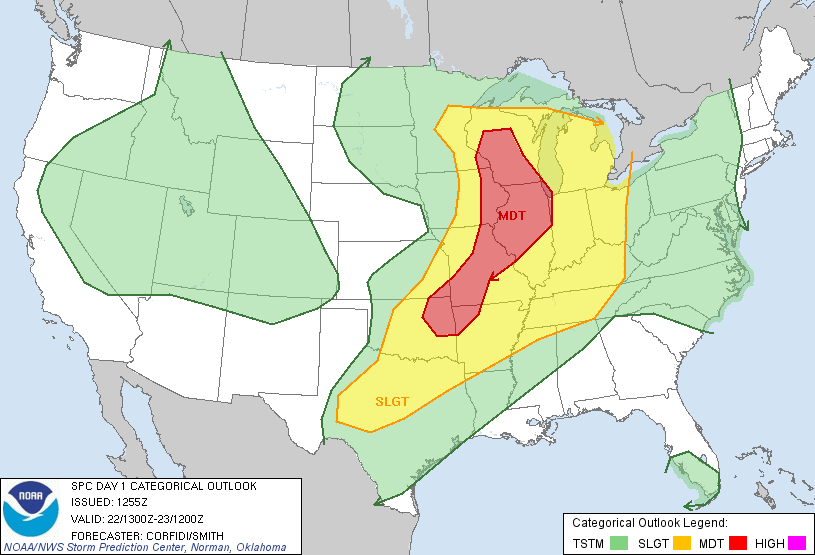 MDT
SLGT
SPC DAY 1 CATEGORICAL OUTLOOK
ISSUED: 1255Z
VALID: 22/1300Z-23/1200Z
FORECASTER: CORFIDI/SMITH
NOAA/NWS Storm Prediction Center, Norman, Oklahoma
NOAA
Categorical Outlook Legend:
TSTM SLGT MDT HIGH